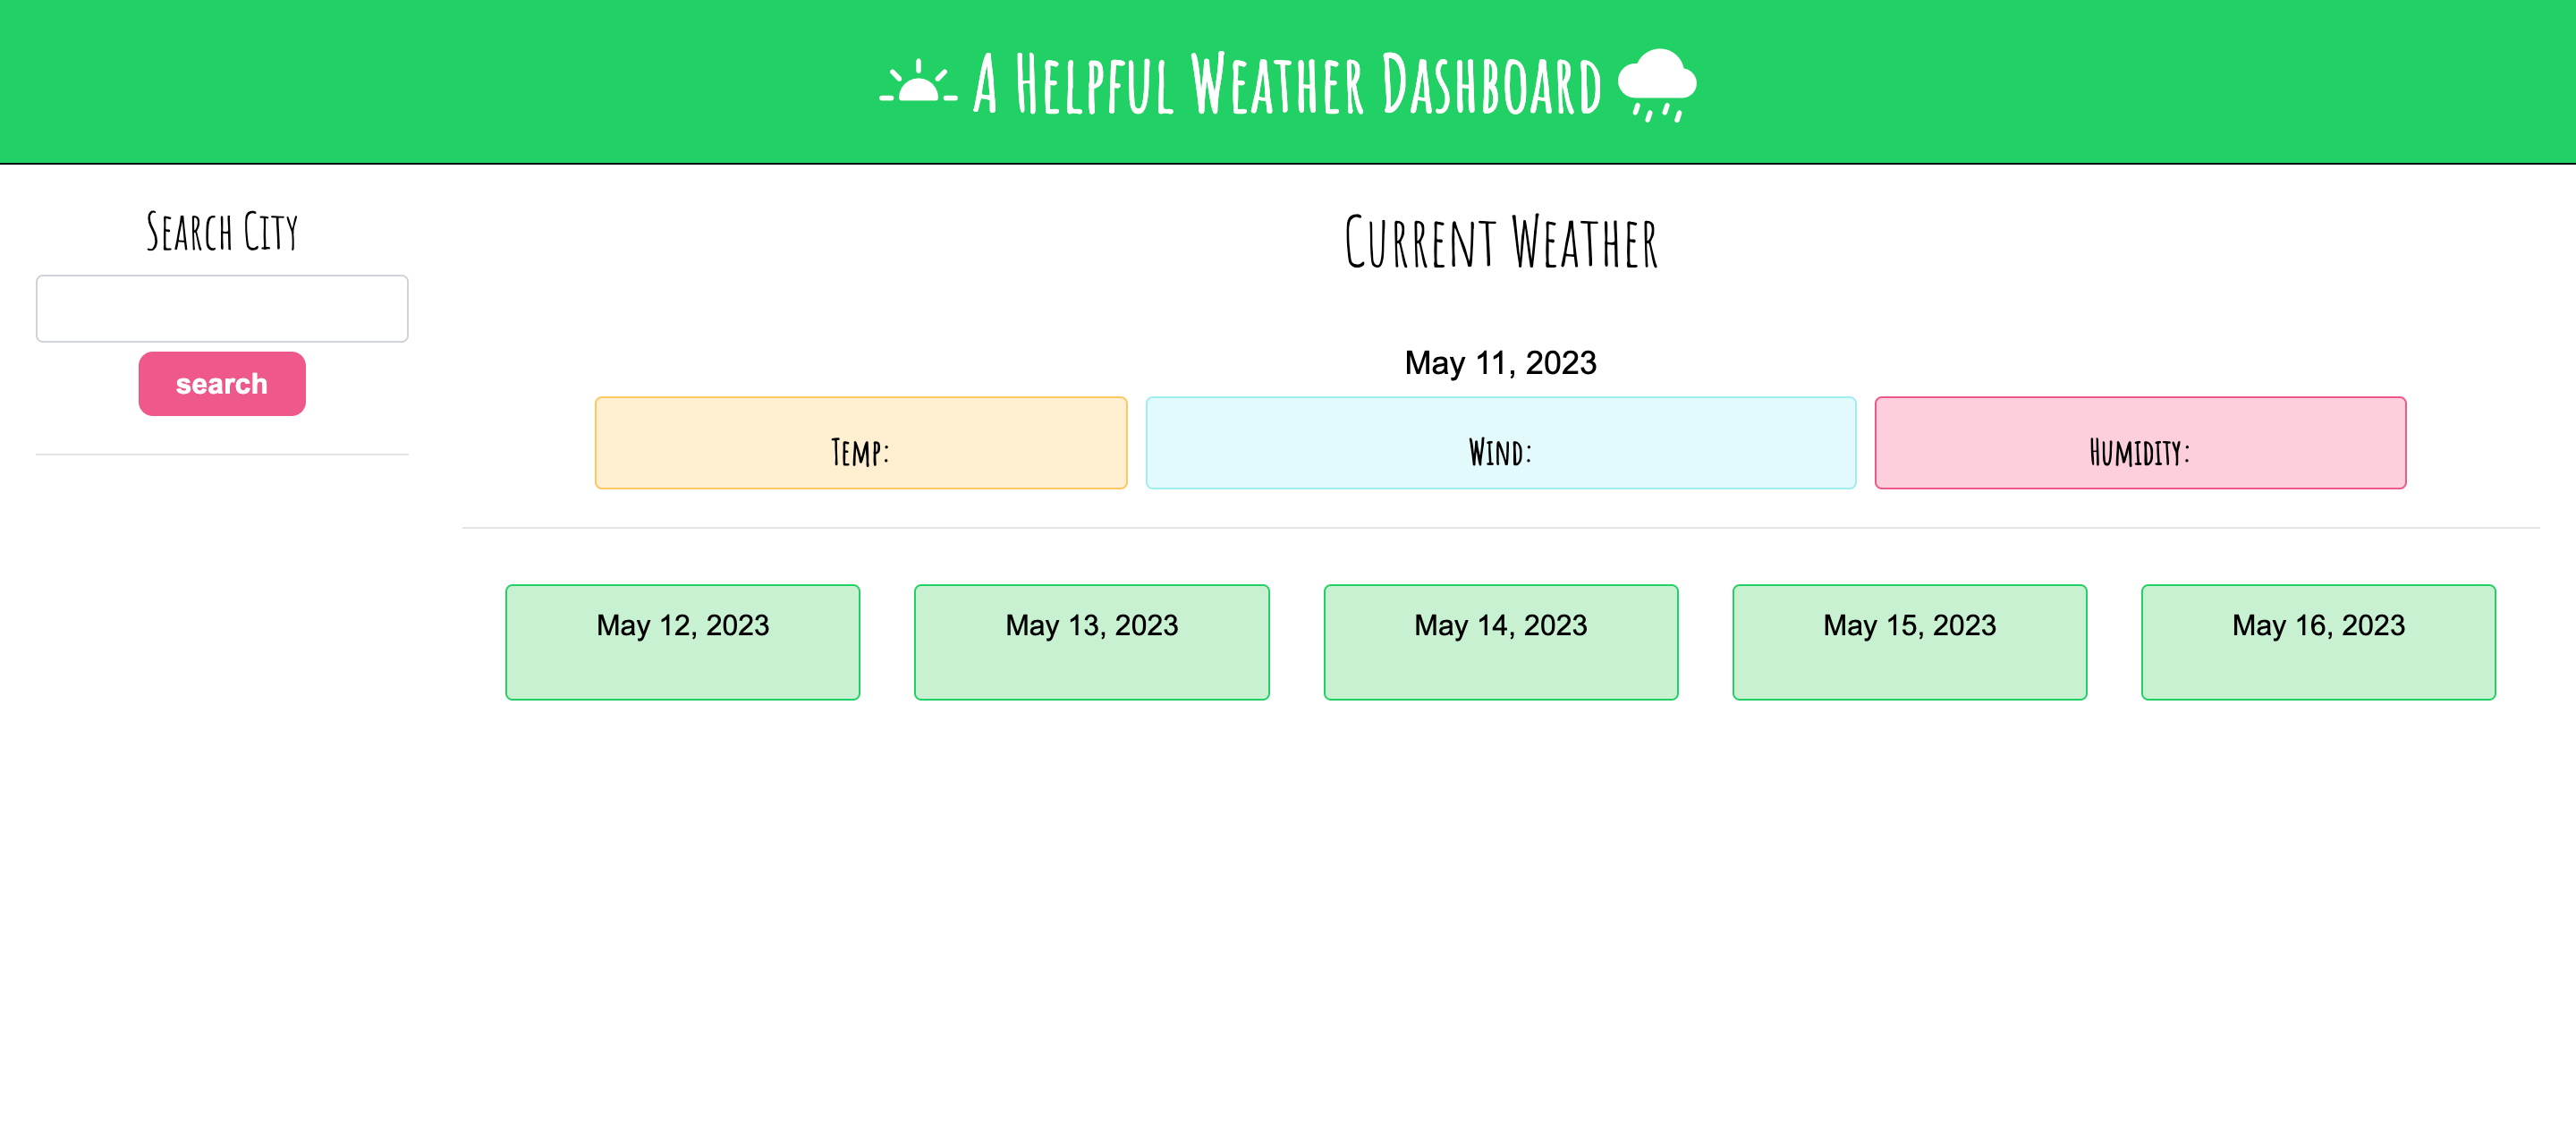 A Helpful Weather Dashboard
Search City
search
Current Weather
May 11, 2023
Temp:
Wind:
Humidity:
May 12, 2023
May 13, 2023
May 14, 2023
May 15, 2023
May 16, 2023